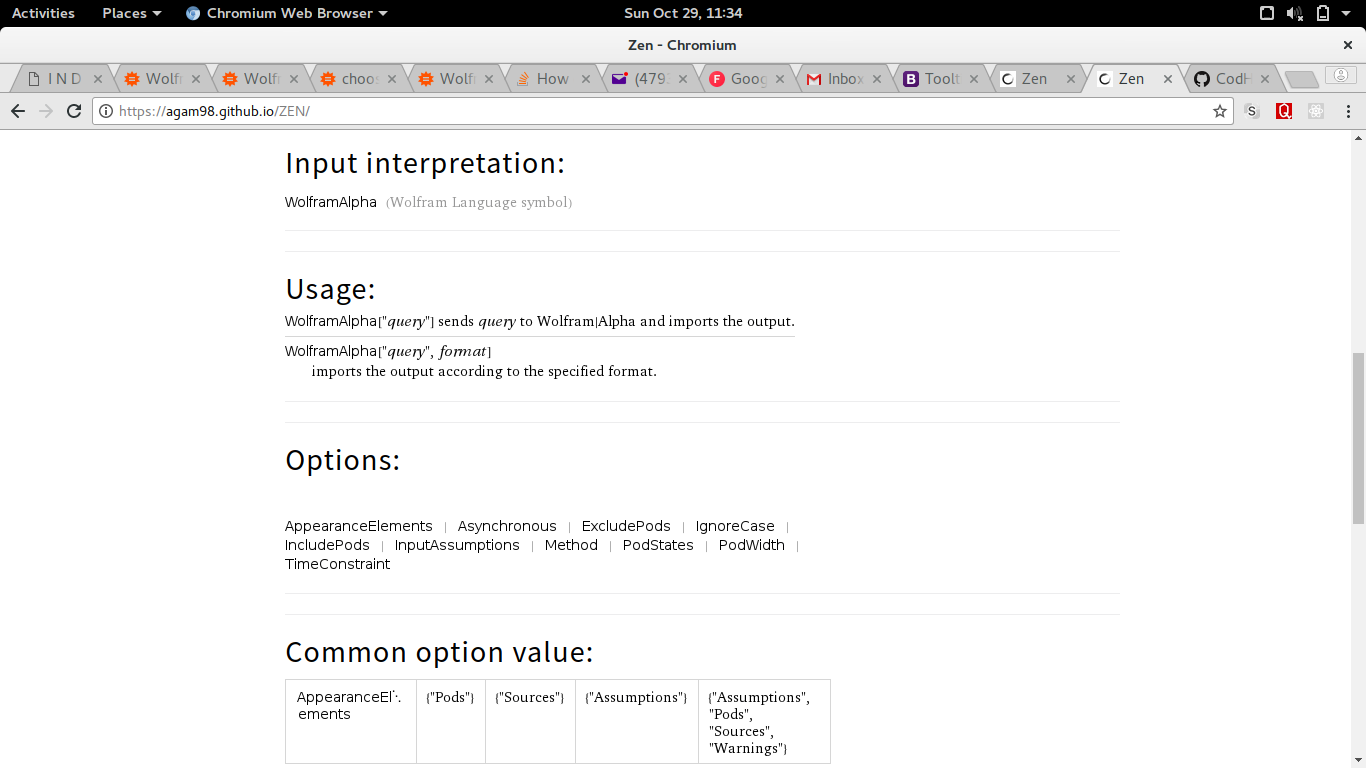 Activities Places Chromium Web Browser Sun Oct 29, 11:34
Zen - Chromium
I N D Wolfr Wolfr choos Wolfr How (479 Goog Inbox Toolt Zen Zen CodH
https://agam98.github.io/ZEN/
Input interpretation:
WolframAlpha (Wolfram Language symbol)
Usage:
WolframAlpha["query"] sends query to Wolfram|Alpha and imports the output.
WolframAlpha["query", format]
imports the output according to the specified format.
Options:
AppearanceElements | Asynchronous | ExcludePods | IgnoreCase |
IncludePods | InputAssumptions | Method | PodStates | PodWidth |
TimeConstraint
Common option value:
AppearanceEl⋱ {"Pods"} {"Sources"} {"Assumptions"} {"Assumptions",
ements "Pods",
"Sources",
"Warnings"}